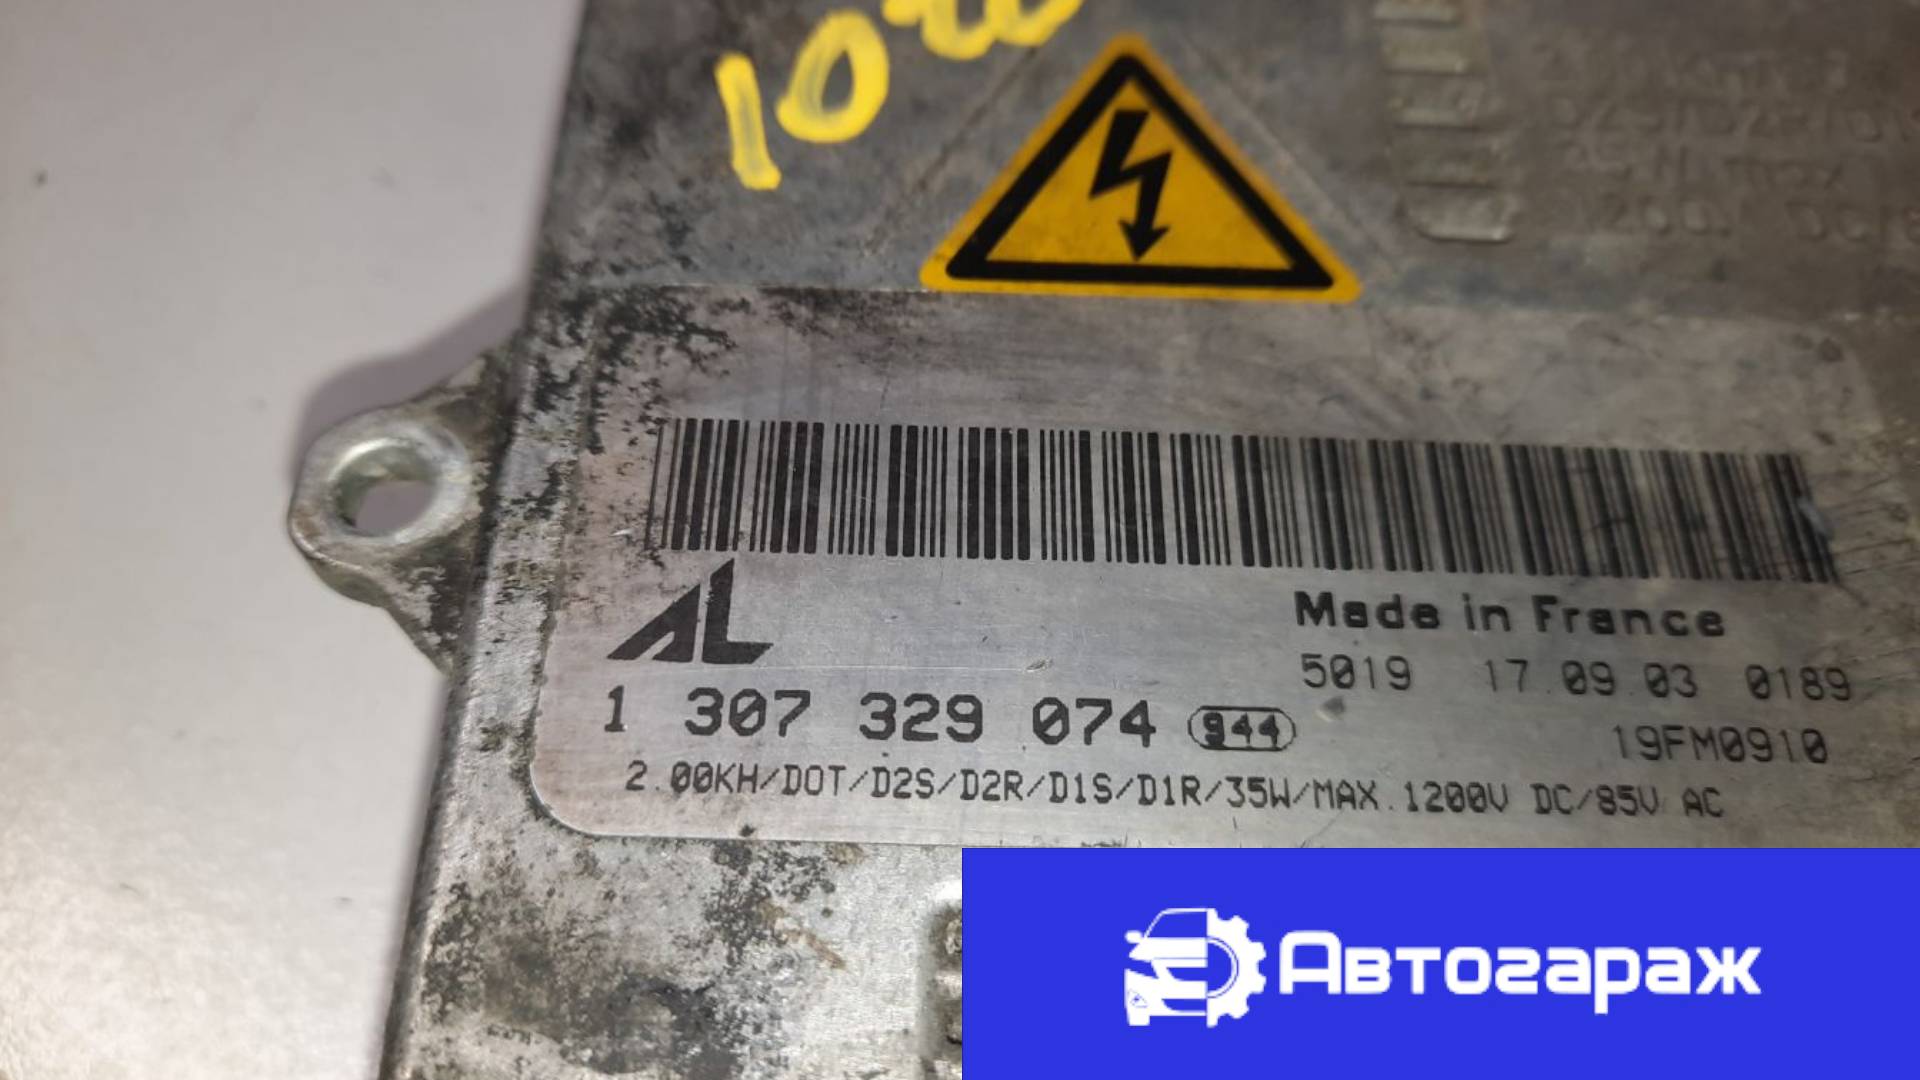 Made in France
AL
5019 17.09.03 0189
1 307 329 074 944
19FM0910
2.00KH/DOT/D2S/D2R/D1S/D1R/35W/MAX.1200V DC/85V AC
Автогараж